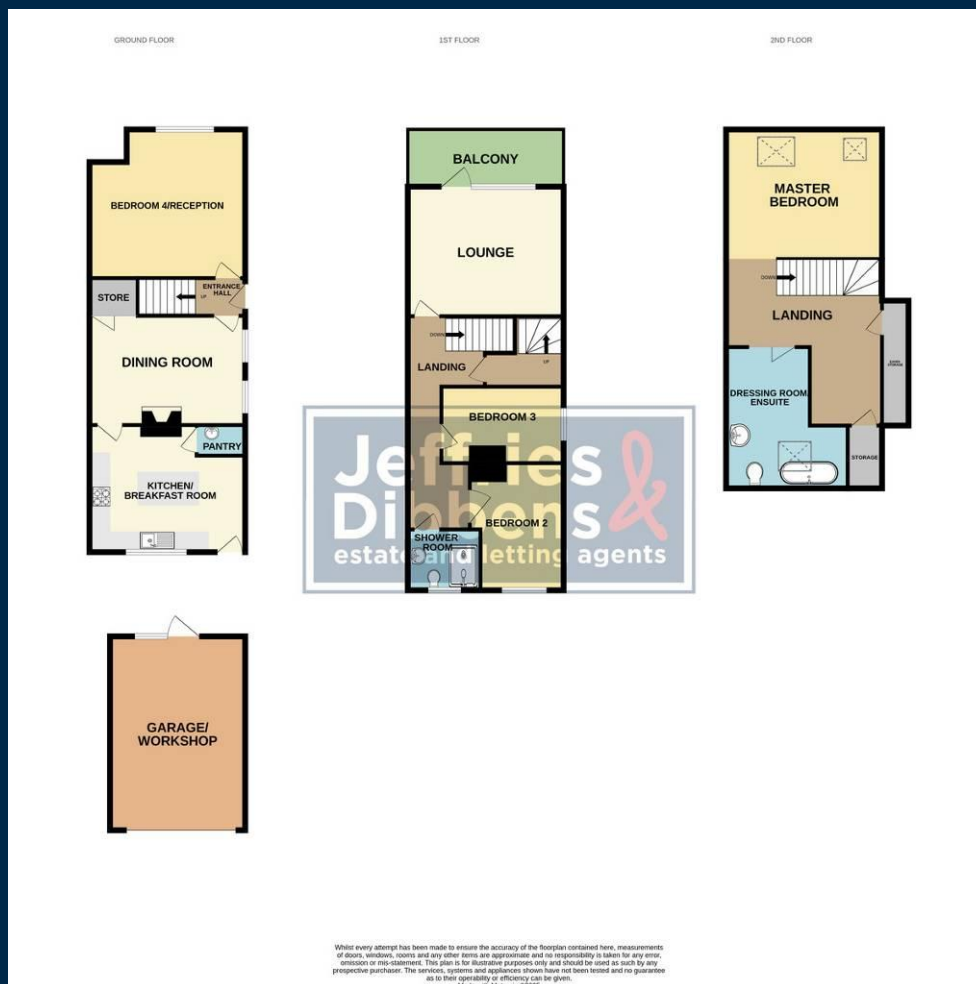 GROUND FLOOR
1ST FLOOR
2ND FLOOR
BEDROOM 4/RECEPTION
STORE
UP
ENTRANCE
HALL
DINING ROOM
PANTRY
KITCHEN/
BREAKFAST ROOM
GARAGE/
WORKSHOP
BALCONY
LOUNGE
DOWN
LANDING
UP
BEDROOM 3
BEDROOM 2
SHOWER
ROOM
Jeffries
Dibbens &
estate and letting agents
MASTER
BEDROOM
DOWN
LANDING
DRESSING ROOM/
ENSUITE
STORAGE
STORAGE
Whilst every attempt has been made to ensure the accuracy of the floorplan contained here, measurements
of doors, windows, rooms and any other items are approximate and no responsibility is taken for any error,
omission or mis-statement. This plan is for illustrative purposes only and should be used as such by any
prospective purchaser. The services, systems and appliances shown have not been tested and no guarantee
as to their operability or efficiency can be given.